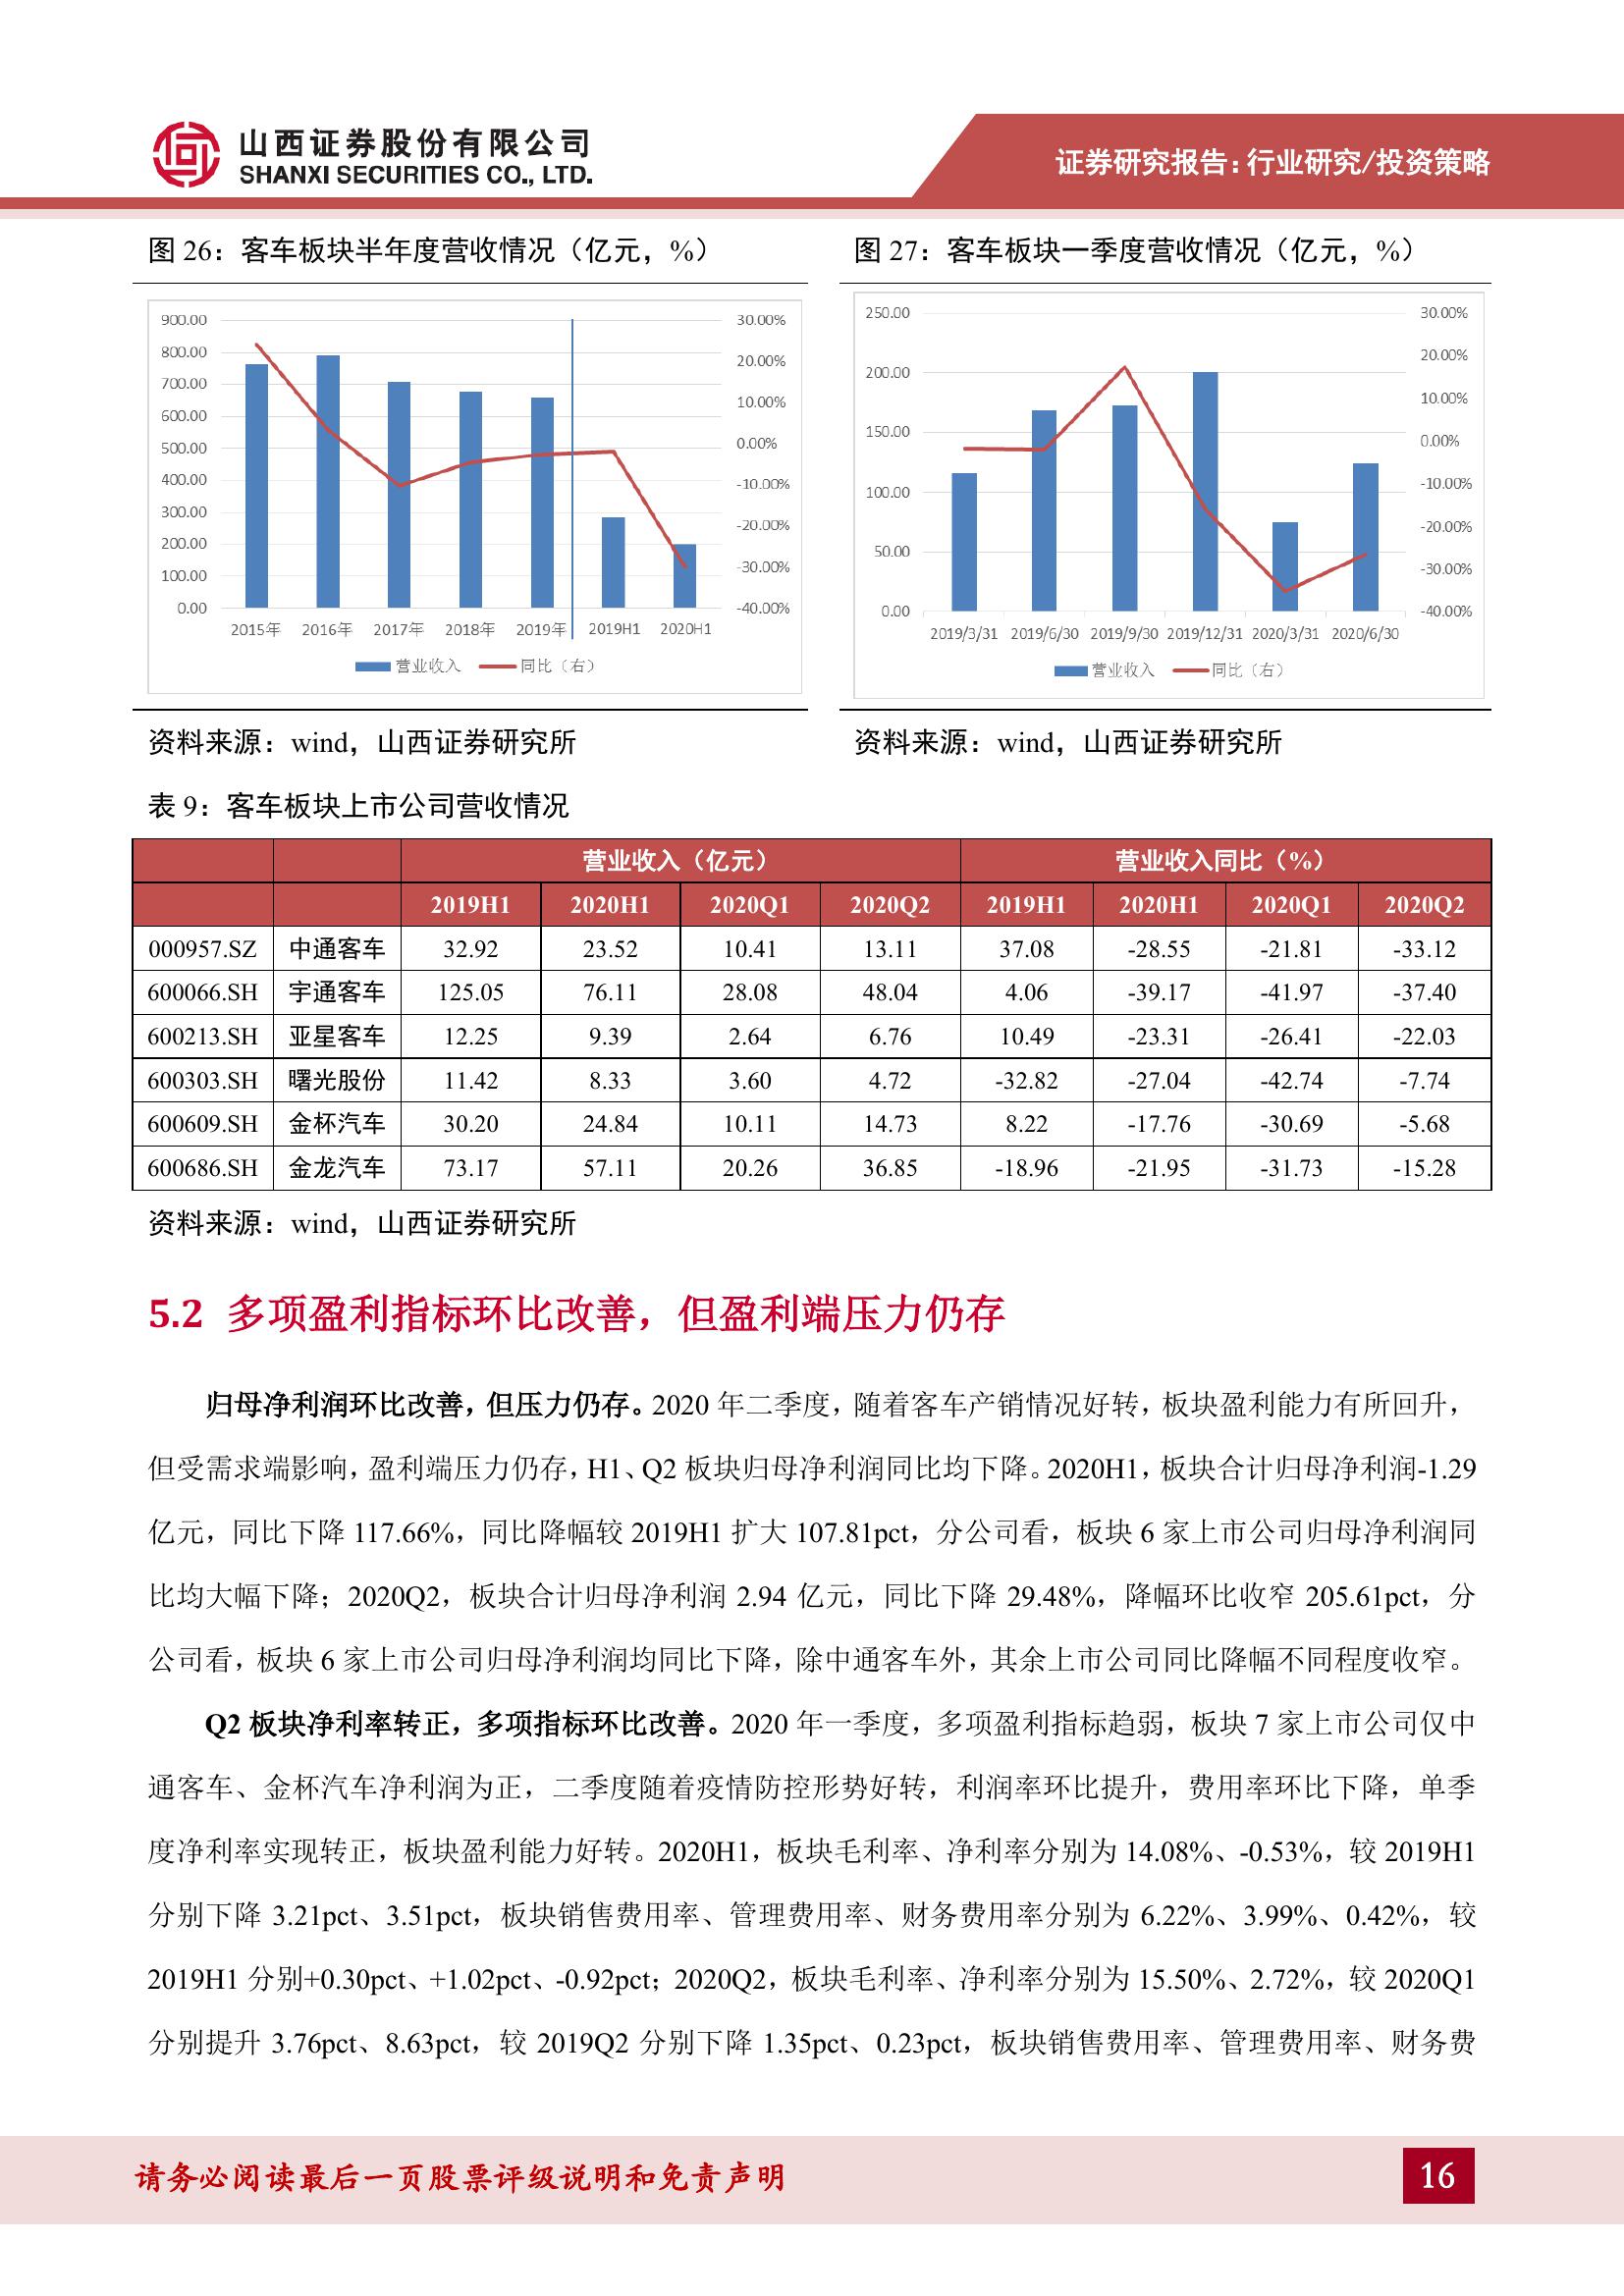 山西证券股份有限公司
SHANXI SECURITIES CO., LTD.
证券研究报告：行业研究/投资策略
图 26：客车板块半年度营收情况（亿元，%）
900.00
800.00
700.00
600.00
500.00
400.00
300.00
200.00
100.00
0.00
30.00%
20.00%
10.00%
0.00%
-10.00%
-20.00%
-30.00%
-40.00%
2015年 2016年 2017年 2018年 2019年 2019H1 2020H1
营业收入 同比（右）
资料来源：wind，山西证券研究所
图 27：客车板块一季度营收情况（亿元，%）
250.00
200.00
150.00
100.00
50.00
0.00
30.00%
20.00%
10.00%
0.00%
-10.00%
-20.00%
-30.00%
-40.00%
2019/3/31 2019/6/30 2019/9/30 2019/12/31 2020/3/31 2020/6/30
营业收入 同比（右）
资料来源：wind，山西证券研究所
表 9：客车板块上市公司营收情况
营业收入（亿元） 营业收入同比（%）
2019H1 2020H1 2020Q1 2020Q2 2019H1 2020H1 2020Q1 2020Q2
000957.SZ 中通客车 32.92 23.52 10.41 13.11 37.08 -28.55 -21.81 -33.12
600066.SH 宇通客车 125.05 76.11 28.08 48.04 4.06 -39.17 -41.97 -37.40
600213.SH 亚星客车 12.25 9.39 2.64 6.76 10.49 -23.31 -26.41 -22.03
600303.SH 曙光股份 11.42 8.33 3.60 4.72 -32.82 -27.04 -42.74 -7.74
600609.SH 金杯汽车 30.20 24.84 10.11 14.73 8.22 -17.76 -30.69 -5.68
600686.SH 金龙汽车 73.17 57.11 20.26 36.85 -18.96 -21.95 -31.73 -15.28
资料来源：wind，山西证券研究所
5.2 多项盈利指标环比改善，但盈利端压力仍存
归母净利润环比改善，但压力仍存。2020 年二季度，随着客车产销情况好转，板块盈利能力有所回升，
但受需求端影响，盈利端压力仍存，H1、Q2 板块归母净利润同比均下降。2020H1，板块合计归母净利润-1.29
亿元，同比下降 117.66%，同比降幅较 2019H1 扩大 107.81pct，分公司看，板块 6 家上市公司归母净利润同
比均大幅下降；2020Q2，板块合计归母净利润 2.94 亿元，同比下降 29.48%，降幅环比收窄 205.61pct，分
公司看，板块 6 家上市公司归母净利润均同比下降，除中通客车外，其余上市公司同比降幅不同程度收窄。
Q2 板块净利率转正，多项指标环比改善。2020 年一季度，多项盈利指标趋弱，板块 7 家上市公司仅中
通客车、金杯汽车净利润为正，二季度随着疫情防控形势好转，利润率环比提升，费用率环比下降，单季
度净利率实现转正，板块盈利能力好转。2020H1，板块毛利率、净利率分别为 14.08%、-0.53%，较 2019H1
分别下降 3.21pct、3.51pct，板块销售费用率、管理费用率、财务费用率分别为 6.22%、3.99%、0.42%，较
2019H1 分别+0.30pct、+1.02pct、-0.92pct；2020Q2，板块毛利率、净利率分别为 15.50%、2.72%，较 2020Q1
分别提升 3.76pct、8.63pct，较 2019Q2 分别下降 1.35pct、0.23pct，板块销售费用率、管理费用率、财务费
请务必阅读最后一页股票评级说明和免责声明
16